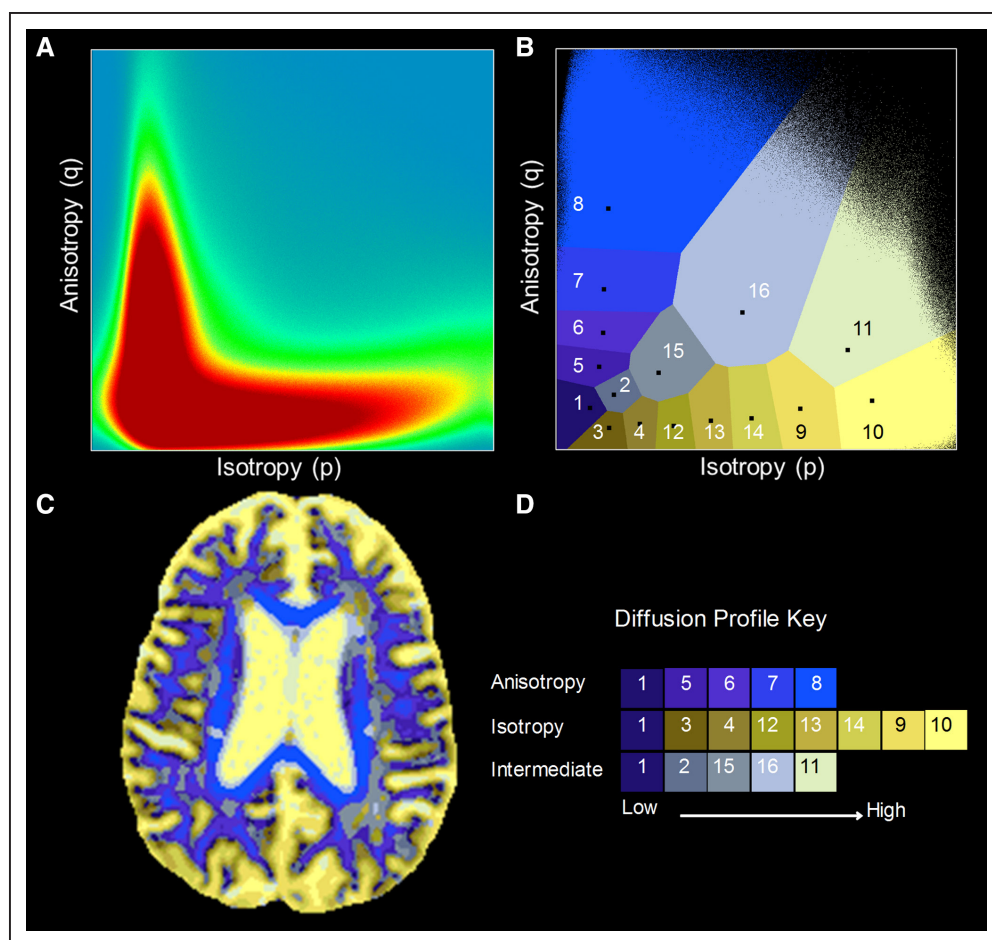 A
Anisotropy (q)
Isotropy (p)
B
Anisotropy (q)
8
7
6
5
1
2
15
16
11
3
4
12
13
14
9
10
Isotropy (p)
C
D
Diffusion Profile Key
Anisotropy 1 5 6 7 8
Isotropy 1 3 4 12 13 14 9 10
Intermediate 1 2 15 16 11
Low High